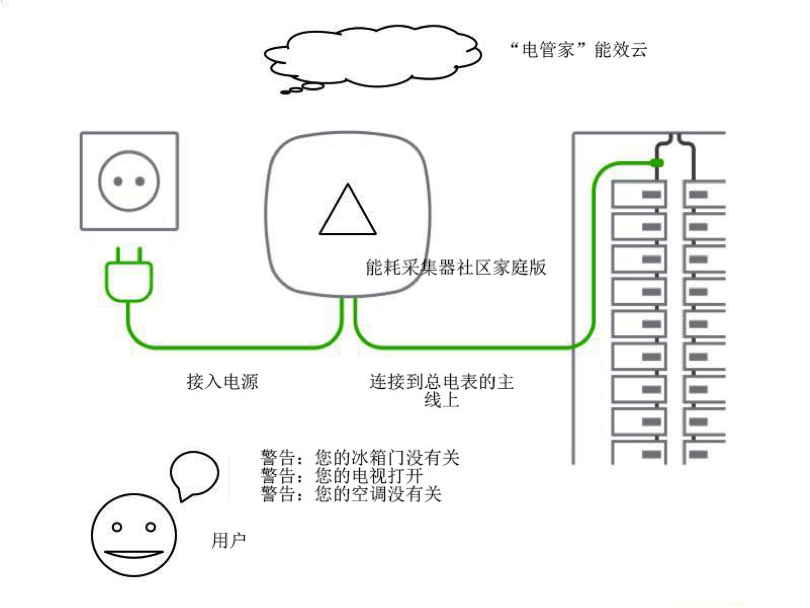 “电管家”能效云
能耗采集器社区家庭版
接入电源
连接到总电表的主
线上
警告：您的冰箱门没有关
警告：您的电视打开
警告：您的空调没有关
用户